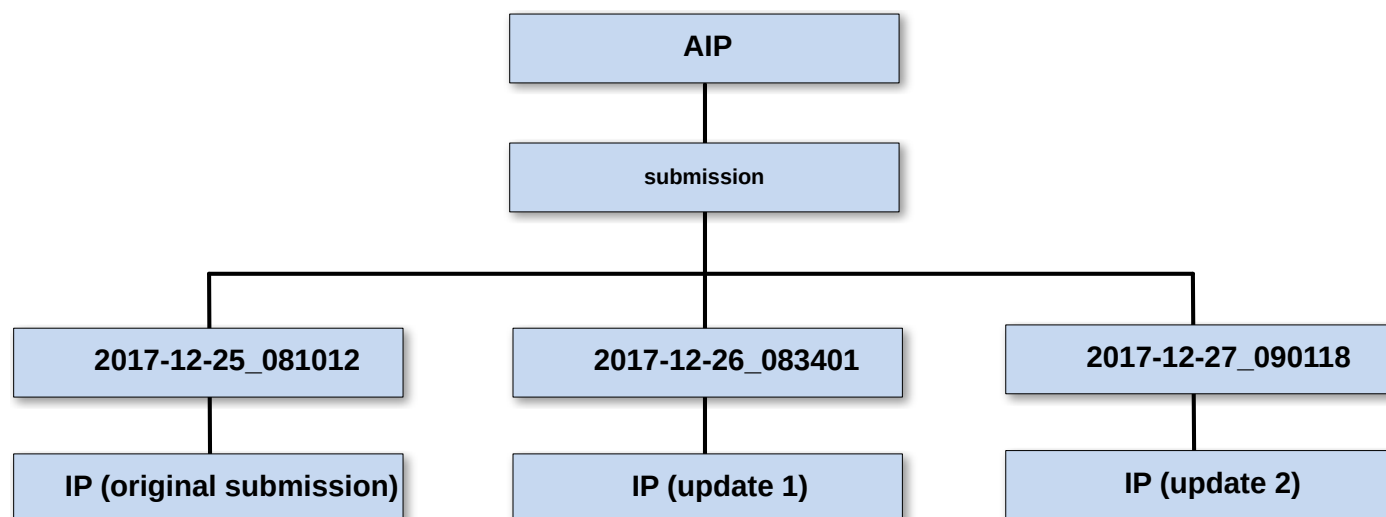 AIP
submission
2017-12-25_081012
2017-12-26_083401
2017-12-27_090118
IP (original submission)
IP (update 1)
IP (update 2)